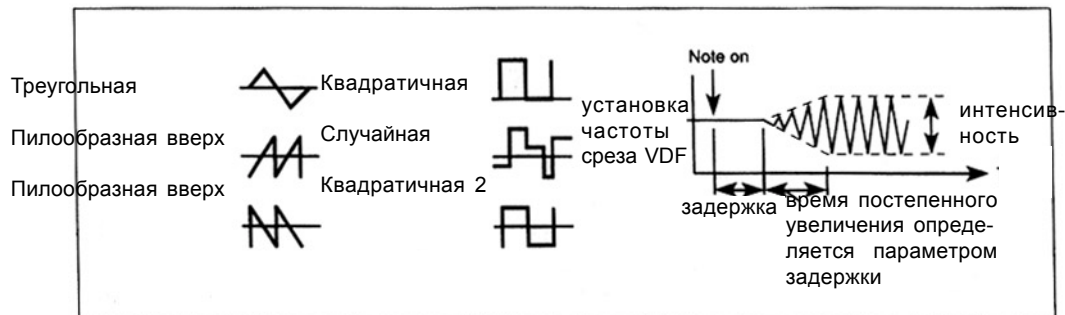 Треугольная
Пилообразная вверх
Пилообразная вверх
Квадратичная
Случайная
Квадратичная 2
установка
частоты
среза VDF
Note on
интенсив-
ность
задержка
время постепенного
увеличения опреде-
ляется параметром
задержки